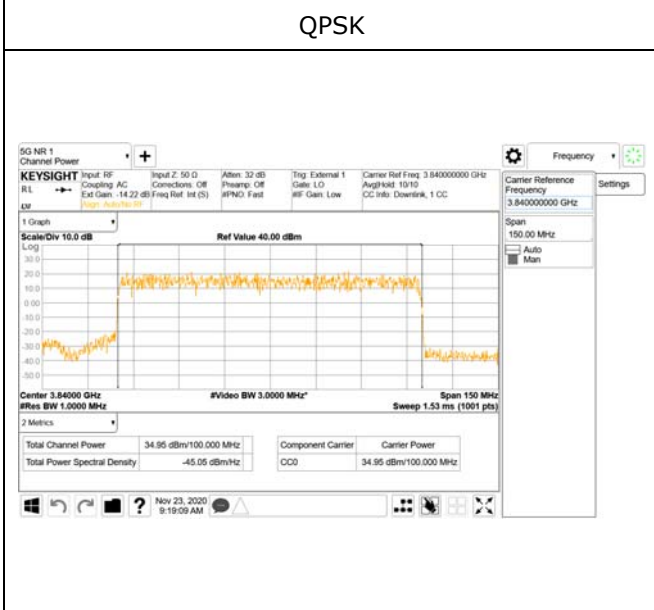 QPSK
5G NR 1
Channel Power
Frequency
KEYSIGHT Input: RF Input Z: 50 Ω Atten: 32 dB Trig: External 1 Carrier Ref Freq: 3.840000000 GHz
RL Coupling: AC Corrections: Off Preamp: Off Gate: LO Avg|Hold: 10/10
Ext Gain: -14.22 dB Freq Ref: Int (S) #PNO: Fast #IF Gain: Low CC Info: Downlink, 1 CC
Align: Auto/No RF
Carrier Reference Frequency
3.840000000 GHz
Settings
Span
150.00 MHz
Auto
Man
1 Graph
Scale/Div 10.0 dB Ref Value 40.00 dBm
Log
30.0
20.0
10.0
0.00
-10.0
-20.0
-30.0
-40.0
-50.0
Center 3.84000 GHz #Video BW 3.0000 MHz* Span 150 MHz
#Res BW 1.0000 MHz Sweep 1.53 ms (1001 pts)
2 Metrics
Total Channel Power 34.95 dBm/100.000 MHz Component Carrier Carrier Power
Total Power Spectral Density -45.05 dBm/Hz CC0 34.95 dBm/100.000 MHz
Nov 23, 2020
9:19:09 AM